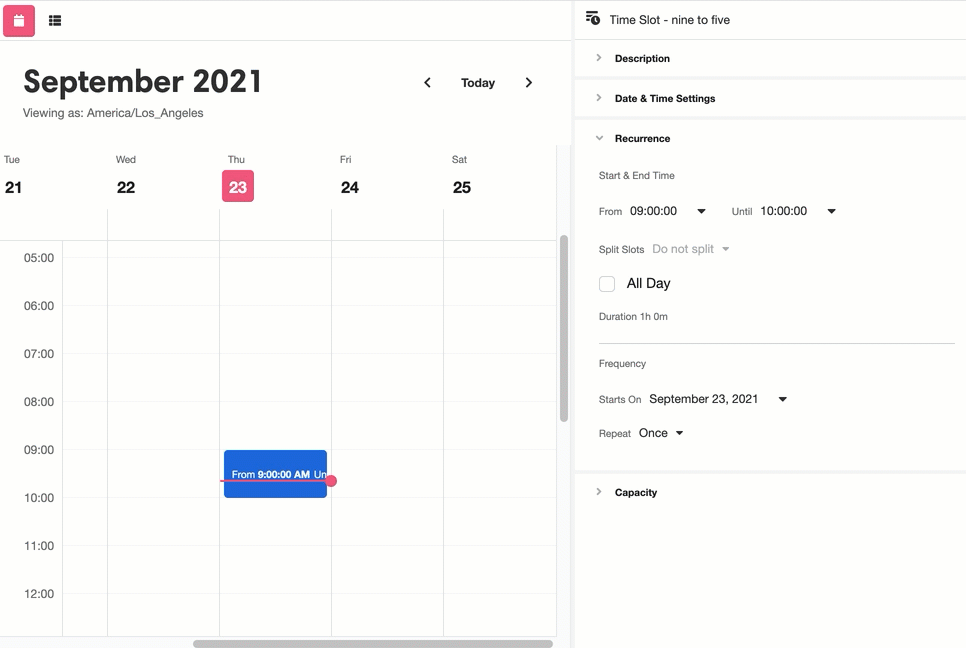 Time Slot - nine to five
September 2021
Today
Viewing as: America/Los_Angeles
Tue
Wed
Thu
Fri
Sat
21
22
23
24
25
05:00
06:00
07:00
08:00
09:00
From 9:00:00 AM Un
10:00
11:00
12:00
Description
Date & Time Settings
Recurrence
Start & End Time
From 09:00:00 Until 10:00:00
Split Slots Do not split
All Day
Duration 1h 0m
Frequency
Starts On September 23, 2021
Repeat Once
Capacity